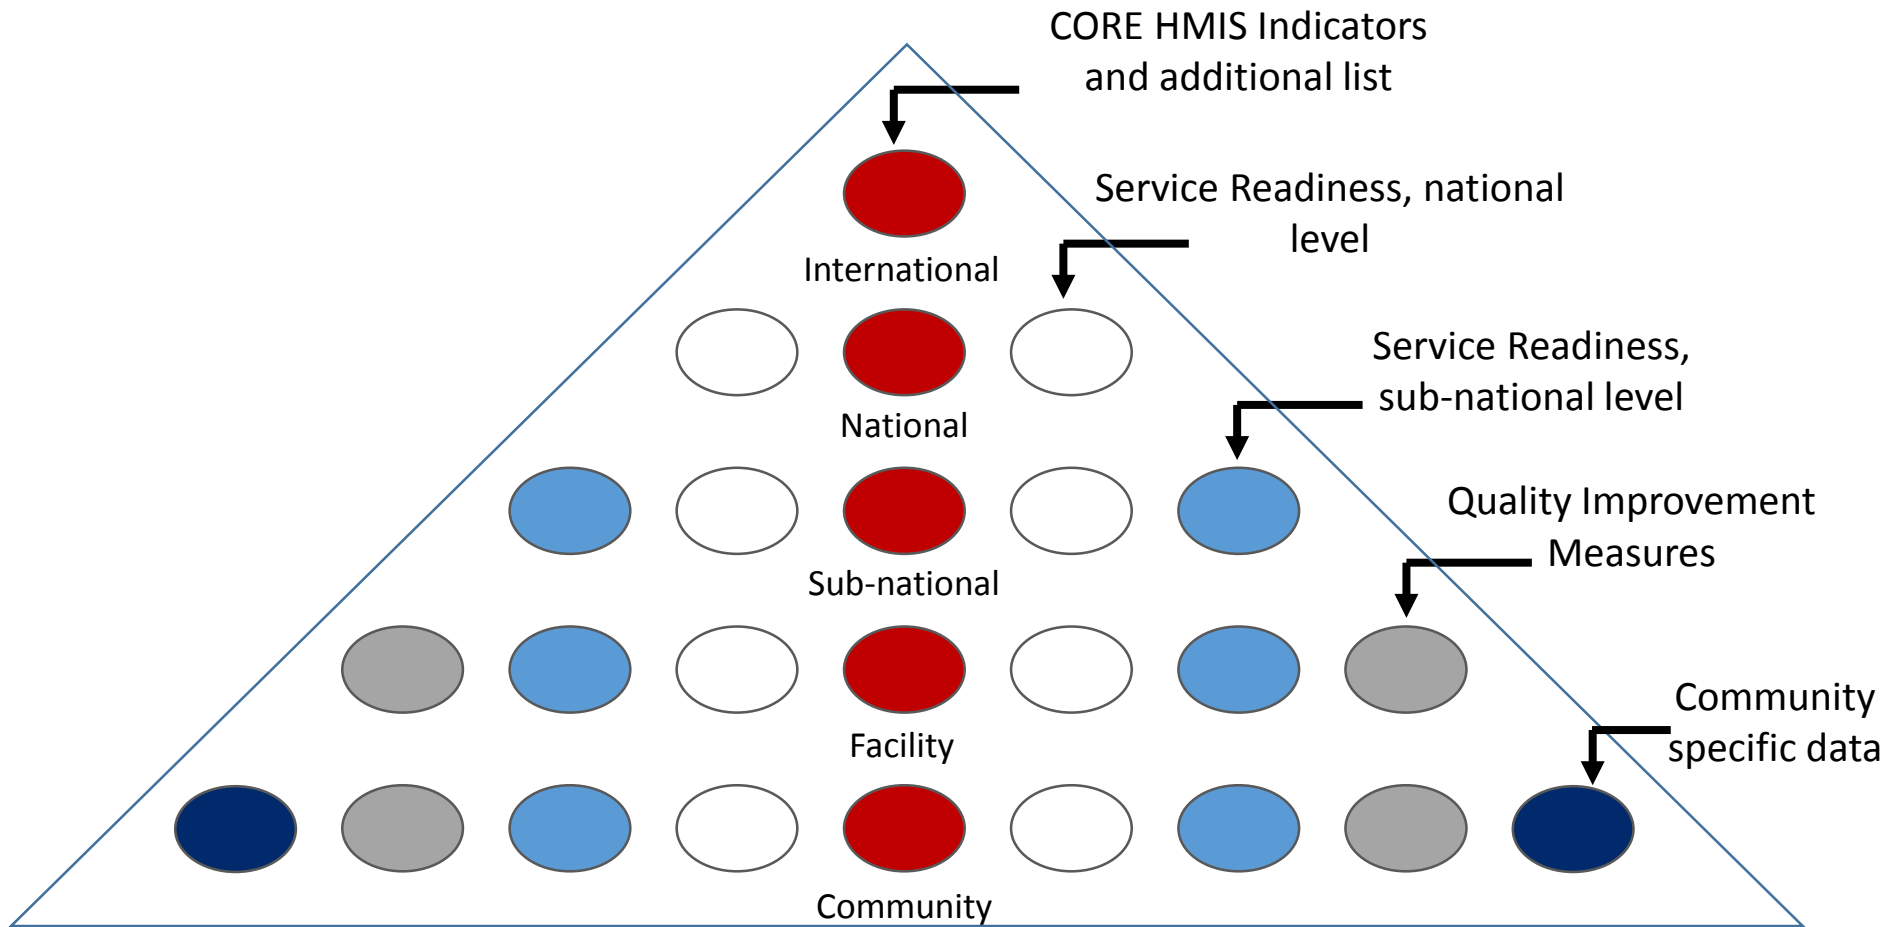 CORE HMIS Indicators
and additional list
Service Readiness, national
level
International
Service Readiness,
sub-national level
National
Quality Improvement
Measures
Sub-national
Community
specific data
Facility
Community